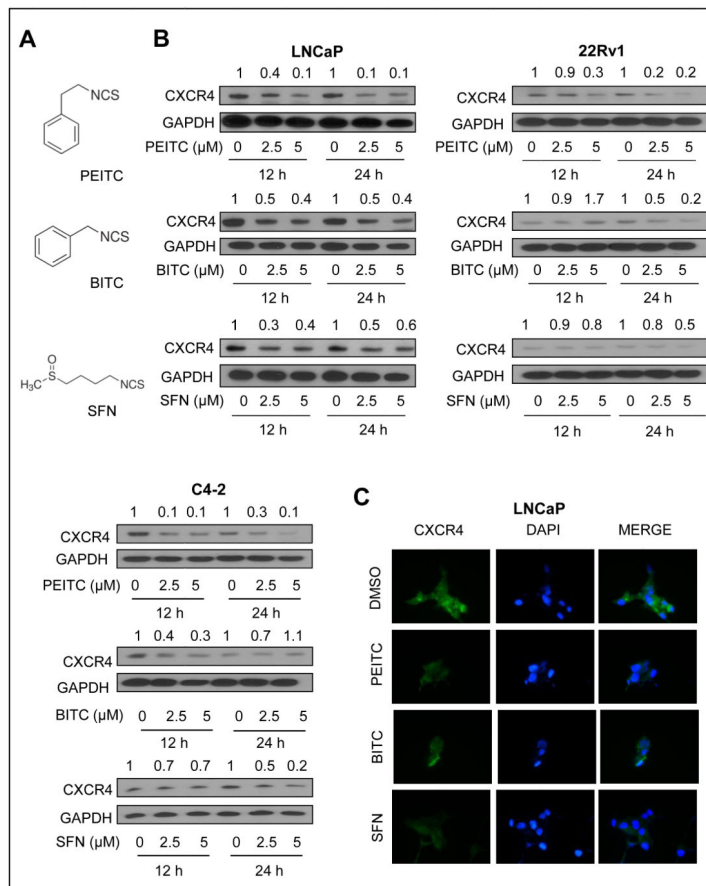 A
NCS
PEITC
NCS
BITC
O
H₃C
S
NCS
SFN
B
LNCaP
1 0.4 0.1 1 0.1 0.1
CXCR4
GAPDH
PEITC (µM) 0 2.5 5 0 2.5 5
12 h 24 h
1 0.5 0.4 1 0.5 0.4
CXCR4
GAPDH
BITC (µM) 0 2.5 5 0 2.5 5
12 h 24 h
1 0.3 0.4 1 0.5 0.6
CXCR4
GAPDH
SFN (µM) 0 2.5 5 0 2.5 5
12 h 24 h
22Rv1
1 0.9 0.3 1 0.2 0.2
CXCR4
GAPDH
PEITC (µM) 0 2.5 5 0 2.5 5
12 h 24 h
1 0.9 1.7 1 0.5 0.2
CXCR4
GAPDH
BITC (µM) 0 2.5 5 0 2.5 5
12 h 24 h
1 0.9 0.8 1 0.8 0.5
CXCR4
GAPDH
SFN (µM) 0 2.5 5 0 2.5 5
12 h 24 h
C4-2
1 0.1 0.1 1 0.3 0.1
CXCR4
GAPDH
PEITC (µM) 0 2.5 5 0 2.5 5
12 h 24 h
1 0.4 0.3 1 0.7 1.1
CXCR4
GAPDH
BITC (µM) 0 2.5 5 0 2.5 5
12 h 24 h
1 0.7 0.7 1 0.5 0.2
CXCR4
GAPDH
SFN (µM) 0 2.5 5 0 2.5 5
12 h 24 h
C
LNCaP
CXCR4 DAPI MERGE
DMSO
PEITC
BITC
SFN